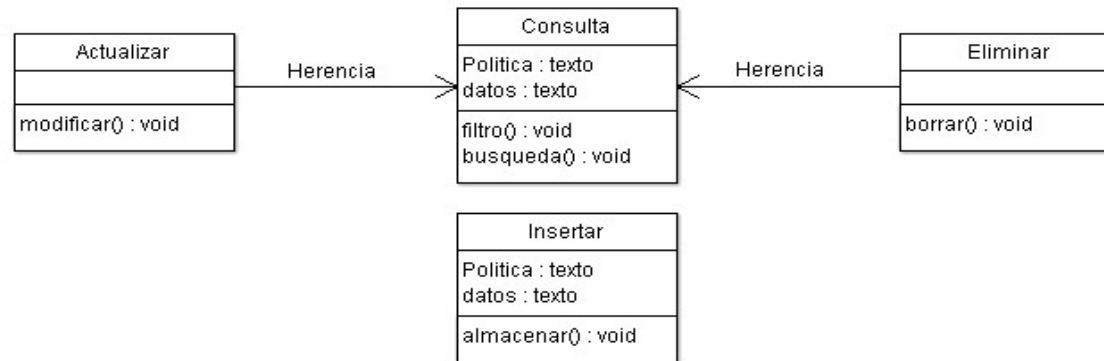 Actualizar
modificar() : void
Herencia
Consulta
Politica : texto
datos : texto
filtro() : void
busqueda() : void
Herencia
Eliminar
borrar() : void
Insertar
Politica : texto
datos : texto
almacenar() : void